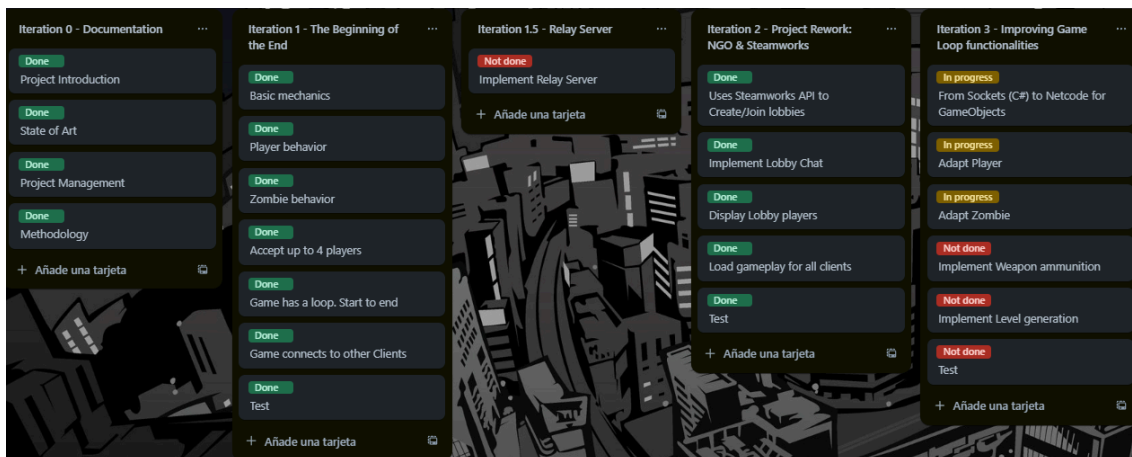 Iteration 0 - Documentation
Done
Project Introduction
Done
State of Art
Done
Project Management
Done
Methodology
+ Añade una tarjeta
Iteration 1 - The Beginning of
the End
Done
Basic mechanics
Done
Player behavior
Done
Zombie behavior
Done
Accept up to 4 players
Done
Game has a loop. Start to end
Done
Game connects to other Clients
Done
Test
+ Añade una tarjeta
Iteration 1.5 - Relay Server
Not done
Implement Relay Server
+ Añade una tarjeta
Iteration 2 - Project Rework:
NGO & Steamworks
Done
Uses Steamworks API to
Create/Join lobbies
Done
Implement Lobby Chat
Done
Display Lobby players
Done
Load gameplay for all clients
Done
Test
+ Añade una tarjeta
Iteration 3 - Improving Game
Loop functionalities
In progress
From Sockets (C#) to Netcode for
GameObjects
In progress
Adapt Player
In progress
Adapt Zombie
Not done
Implement Weapon ammunition
Not done
Implement Level generation
Not done
Test
+ Añade una tarjeta